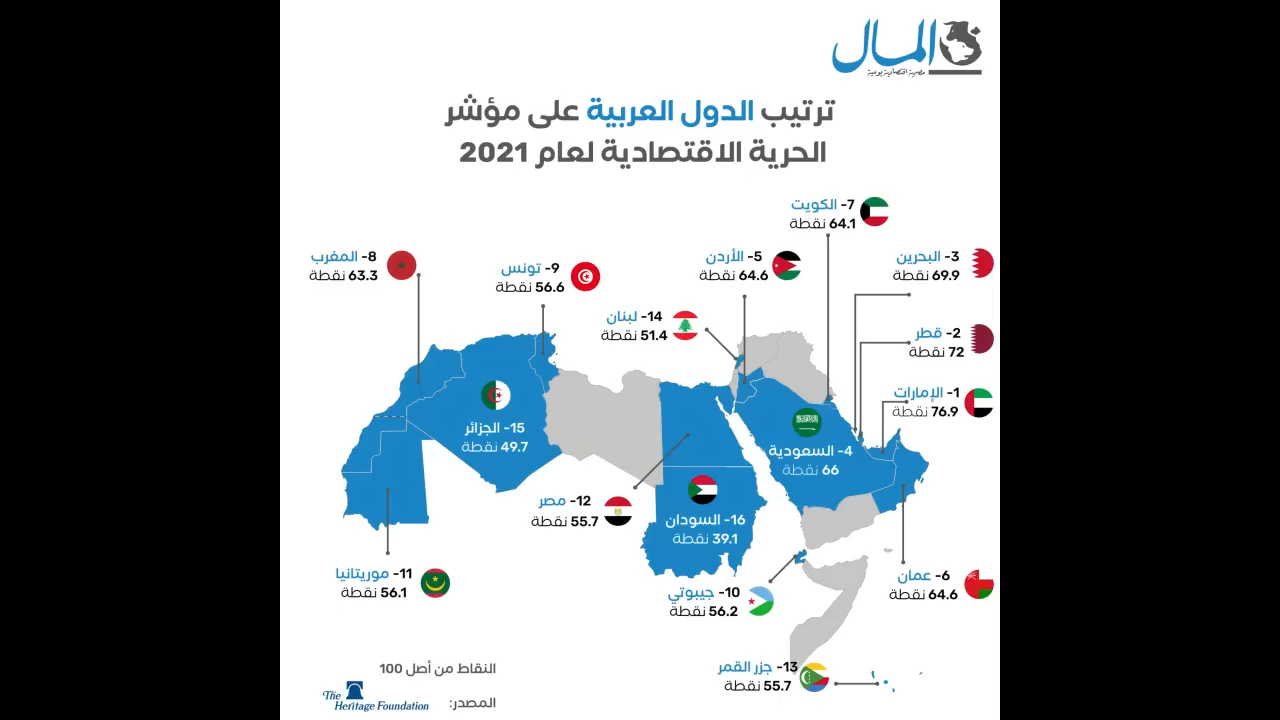 المال
مصرية اقتصادية يومية
ترتيب الدول العربية على مؤشر
الحرية الاقتصادية لعام 2021
7- الكويت
64.1 نقطة
3- البحرين
69.9 نقطة
5- الأردن
64.6 نقطة
9- تونس
56.6 نقطة
8- المغرب
63.3 نقطة
14- لبنان
51.4 نقطة
2- قطر
72 نقطة
1- الإمارات
76.9 نقطة
4- السعودية
66 نقطة
15- الجزائر
49.7 نقطة
12- مصر
55.7 نقطة
16- السودان
39.1 نقطة
6- عمان
64.6 نقطة
10- جيبوتي
56.2 نقطة
11- موريتانيا
56.1 نقطة
13- جزر القمر
55.7 نقطة
النقاط من أصل 100
المصدر:
The
Heritage Foundation